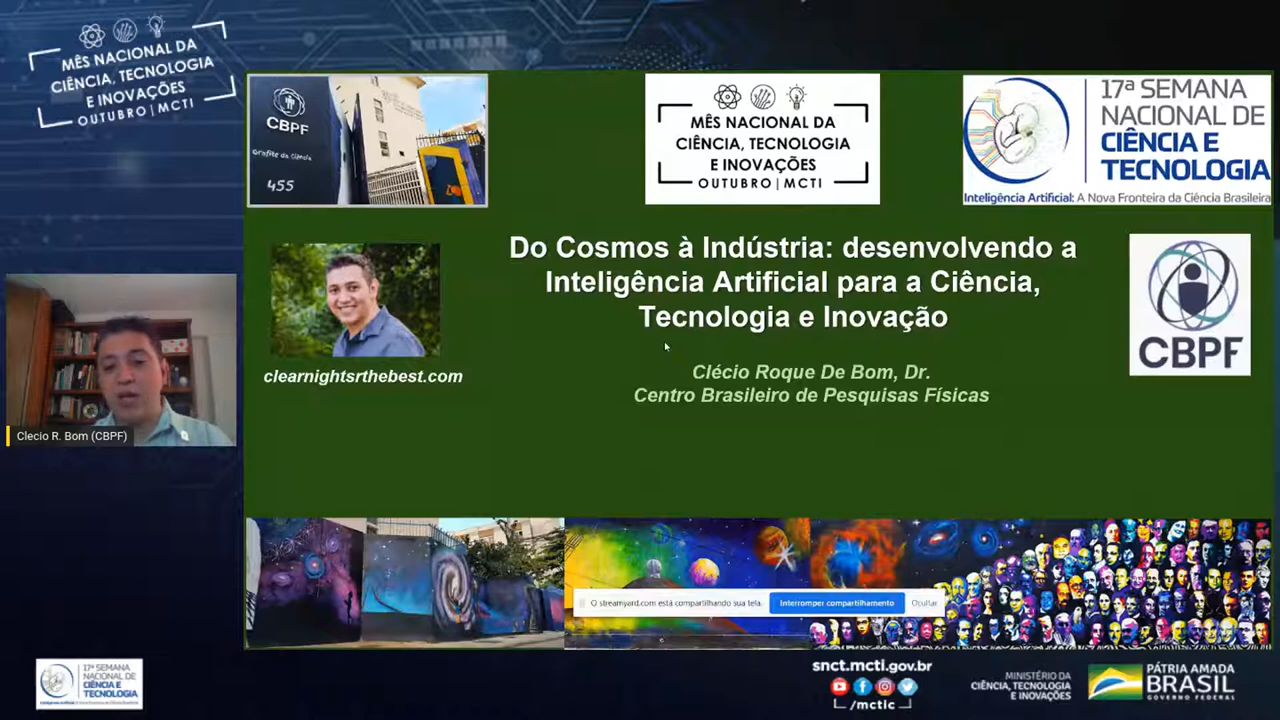 MÊS NACIONAL DA
CIÊNCIA, TECNOLOGIA
E INOVAÇÕES
OUTUBRO | MCTI
CBPF
Grafite da Ciência
455
MÊS NACIONAL DA
CIÊNCIA, TECNOLOGIA
E INOVAÇÕES
OUTUBRO | MCTI
17ª SEMANA
NACIONAL DE
CIÊNCIA E
TECNOLOGIA
Inteligência Artificial: A Nova Fronteira da Ciência Brasileira
Do Cosmos à Indústria: desenvolvendo a
Inteligência Artificial para a Ciência,
Tecnologia e Inovação
CBPF
clearnightsrthebest.com
Clécio Roque De Bom, Dr.
Centro Brasileiro de Pesquisas Físicas
Clecio R. Bom (CBPF)
O streamyard.com está compartilhando sua tela.
Interromper compartilhamento
Ocultar
17ª SEMANA
NACIONAL DE
CIÊNCIA E
TECNOLOGIA
snct.mcti.gov.br
/mctic
MINISTÉRIO DA
CIÊNCIA, TECNOLOGIA
E INOVAÇÕES
PÁTRIA AMADA
BRASIL
GOVERNO FEDERAL